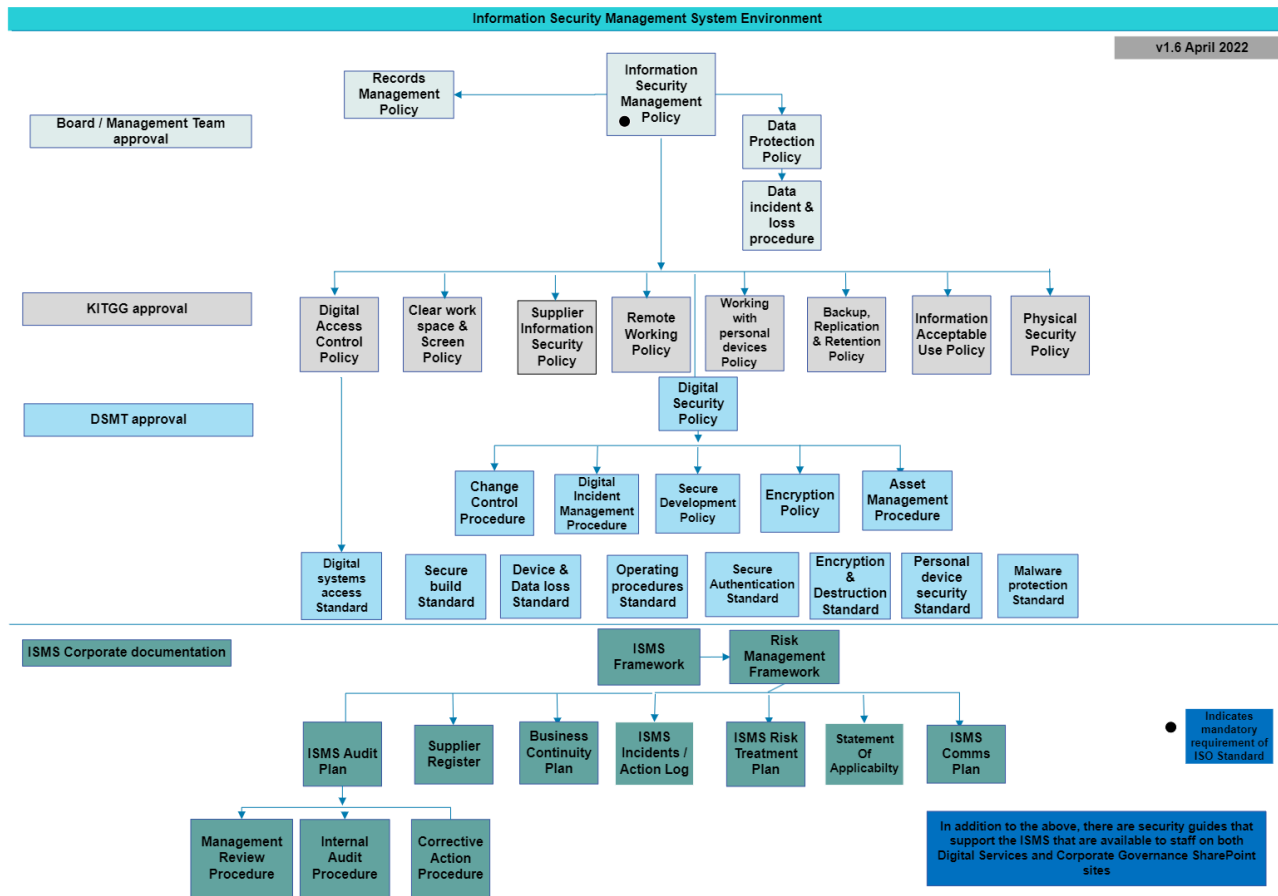 Information Security Management System Environment
v1.6 April 2022
Records
Management
Policy
Information
Security
Management
Policy
Board / Management Team
approval
Data
Protection
Policy
Data
incident &
loss
procedure
KITGG approval
Digital
Access
Control
Policy
Clear work
space &
Screen
Policy
Supplier
Information
Security
Policy
Remote
Working
Policy
Working
with
personal
devices
Policy
Backup,
Replication
& Retention
Policy
Information
Acceptable
Use Policy
Physical
Security
Policy
DSMT approval
Digital
Security
Policy
Change
Control
Procedure
Digital
Incident
Management
Procedure
Secure
Development
Policy
Encryption
Policy
Asset
Management
Procedure
Digital
systems
access
Standard
Secure
build
Standard
Device &
Data loss
Standard
Operating
procedures
Standard
Secure
Authentication
Standard
Encryption
&
Destruction
Standard
Personal
device
security
Standard
Malware
protection
Standard
ISMS Corporate documentation
ISMS
Framework
Risk
Management
Framework
ISMS Audit
Plan
Supplier
Register
Business
Continuity
Plan
ISMS
Incidents /
Action Log
ISMS Risk
Treatment
Plan
Statement
Of
Applicabilty
ISMS
Comms
Plan
Indicates
mandatory
requirement of
ISO Standard
Management
Review
Procedure
Internal
Audit
Procedure
Corrective
Action
Procedure
In addition to the above, there are security guides that
support the ISMS that are available to staff on both
Digital Services and Corporate Governance SharePoint
sites